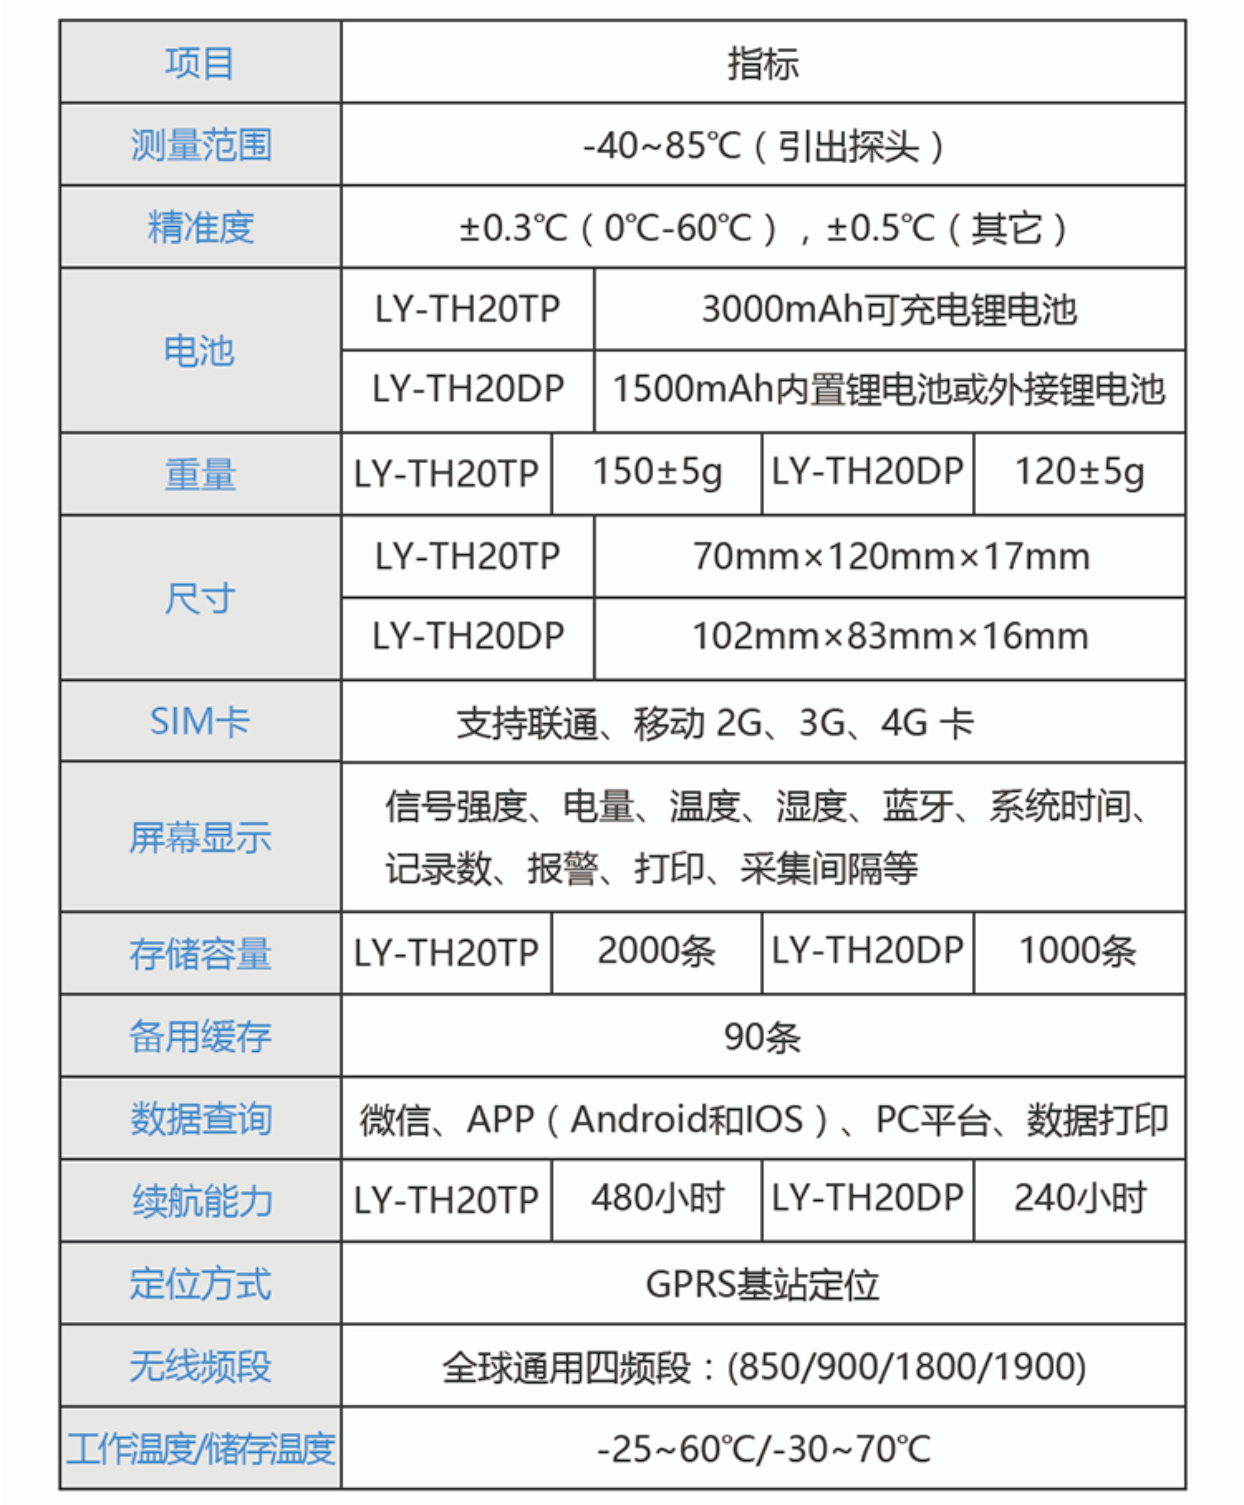 项目 指标
测量范围 -40~85℃（引出探头）
精准度 ±0.3℃（0℃-60℃），±0.5℃（其它）
电池
LY-TH20TP 3000mAh可充电锂电池
LY-TH20DP 1500mAh内置锂电池或外接锂电池
重量 LY-TH20TP 150±5g LY-TH20DP 120±5g
尺寸
LY-TH20TP 70mm×120mm×17mm
LY-TH20DP 102mm×83mm×16mm
SIM卡 支持联通、移动 2G、3G、4G 卡
屏幕显示
信号强度、电量、温度、湿度、蓝牙、系统时间、
记录数、报警、打印、采集间隔等
存储容量 LY-TH20TP 2000条 LY-TH20DP 1000条
备用缓存 90条
数据查询 微信、APP（Android和IOS）、PC平台、数据打印
续航能力 LY-TH20TP 480小时 LY-TH20DP 240小时
定位方式 GPRS基站定位
无线频段 全球通用四频段：(850/900/1800/1900)
工作温度/储存温度 -25~60℃/-30~70℃